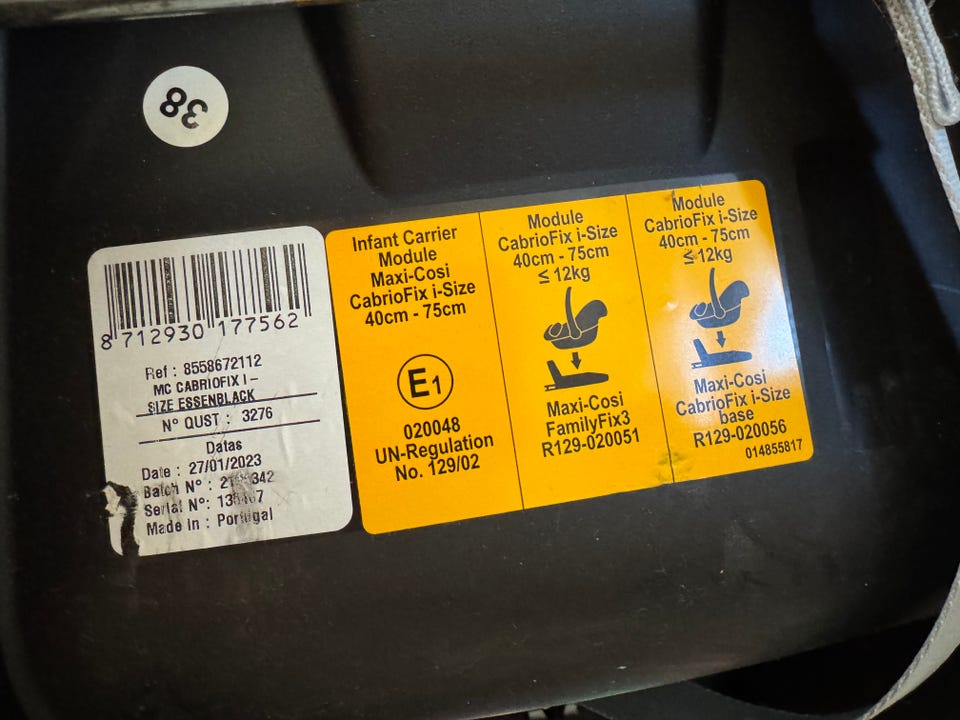 38
8 712930 177562
Ref : 8558672112
MC CABRIOFIX I -
SIZE ESSENBLACK
N° QUST : 3276
Datas
Date : 27/01/2023
Batch N° :
Serial N°:
Made in : Portugal
Infant Carrier
Module
Maxi-Cosi
CabrioFix i-Size
40cm - 75cm
E1
020048
UN-Regulation
No. 129/02
Module
CabrioFix i-Size
40cm - 75cm
≤ 12kg
Maxi-Cosi
FamilyFix3
R129-020051
Module
CabrioFix i-Size
40cm - 75cm
≤ 12kg
Maxi-Cosi
CabrioFix i-Size
base
R129-020056
014855817